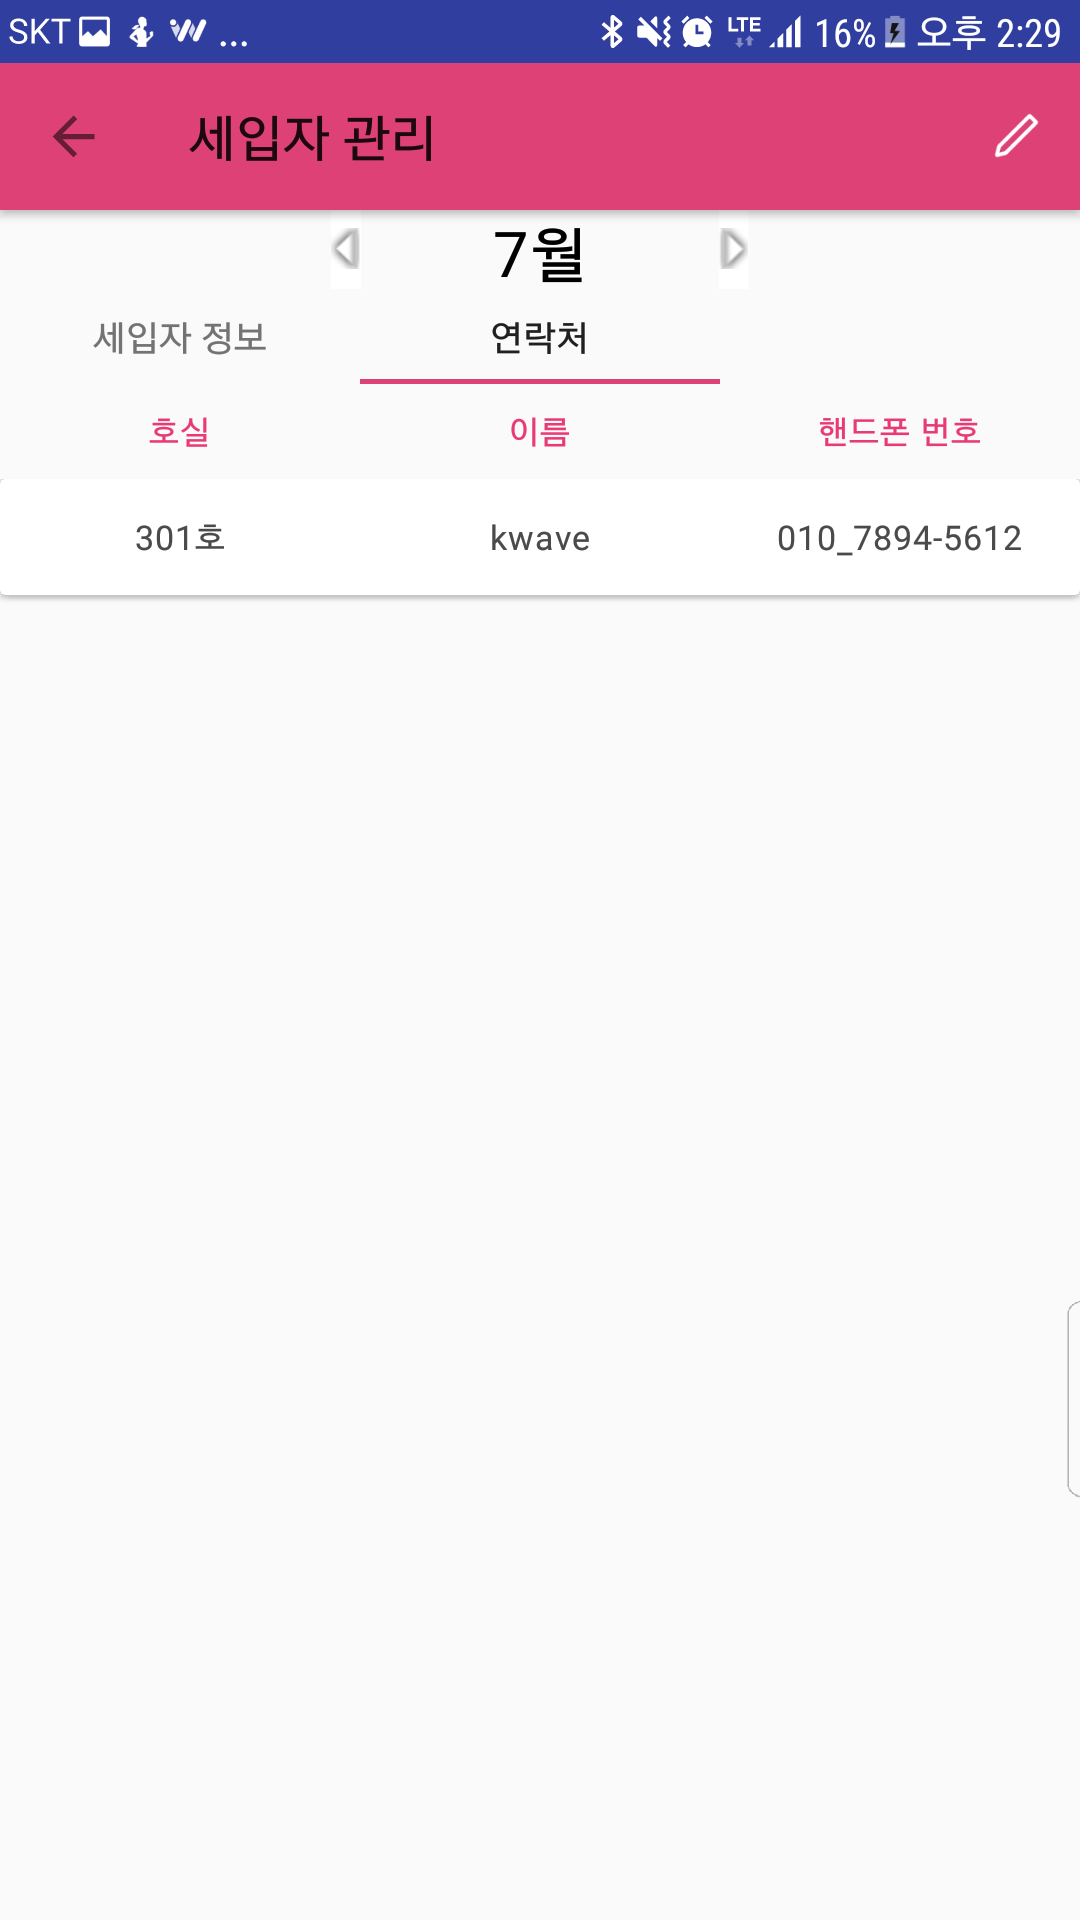 SKT ... LTE 16% 오후 2:29
세입자 관리
7월
세입자 정보 연락처
호실 이름 핸드폰 번호
301호 kwave 010_7894-5612